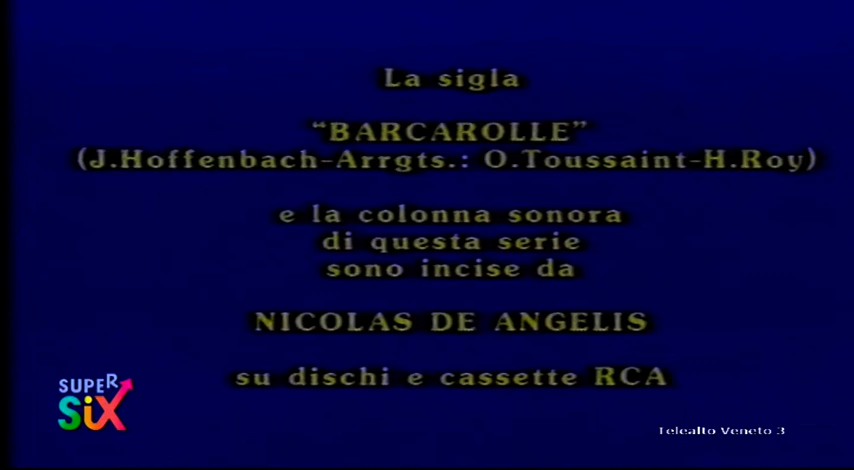 La sigla
“BARCAROLLE”
(J.Hoffenbach-Arrgts.: O.Toussaint-H.Roy)
e la colonna sonora
di questa serie
sono incise da
NICOLAS DE ANGELIS
su dischi e cassette RCA
SUPER
SiX
Telealto Veneto 3